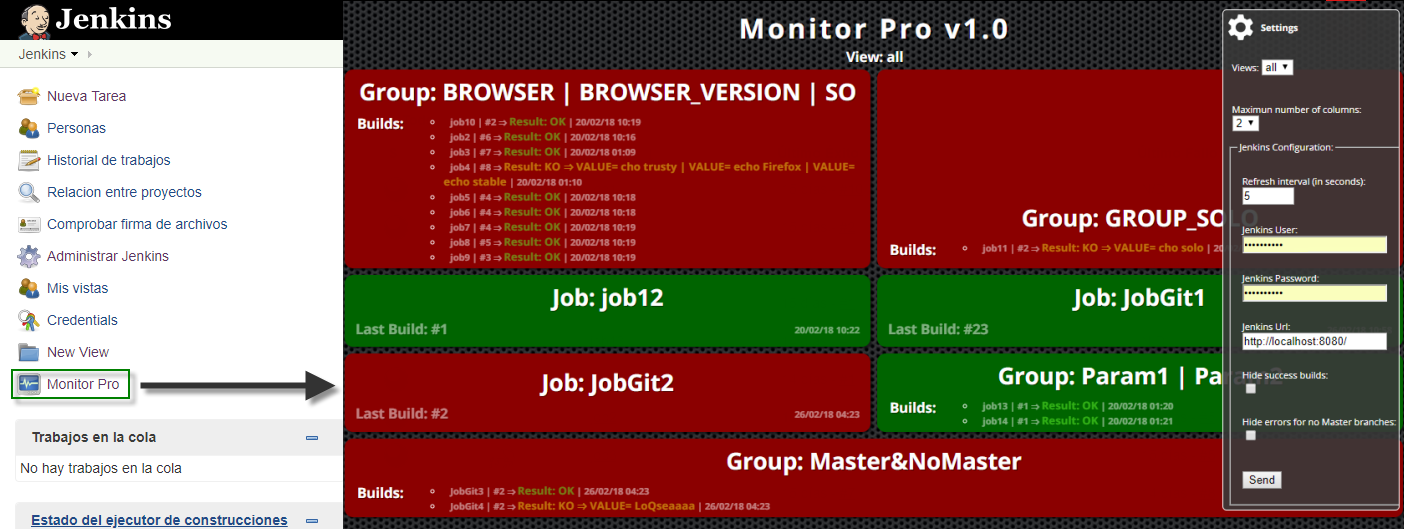 Jenkins
Jenkins
Nueva Tarea
Personas
Historial de trabajos
Relacion entre proyectos
Comprobar firma de archivos
Administrar Jenkins
Mis vistas
Credentials
New View
Monitor Pro
Trabajos en la cola
No hay trabajos en la cola
Estado del ejecutor de construcciones
Monitor Pro v1.0
View: all
Group: BROWSER | BROWSER_VERSION | SO
Builds:
job10 | #2 ⇒ Result: OK | 20/02/18 10:19
job2 | #6 ⇒ Result: OK | 20/02/18 10:16
job3 | #7 ⇒ Result: OK | 20/02/18 01:09
job4 | #8 ⇒ Result: KO ⇒ VALUE= cho trusty | VALUE= echo Firefox | VALUE=
echo stable | 20/02/18 01:10
job5 | #4 ⇒ Result: OK | 20/02/18 10:18
job6 | #4 ⇒ Result: OK | 20/02/18 10:18
job7 | #4 ⇒ Result: OK | 20/02/18 10:19
job8 | #5 ⇒ Result: OK | 20/02/18 10:19
job9 | #3 ⇒ Result: OK | 20/02/18 10:19
Group: GROUP_SOLO
Builds:
job11 | #2 ⇒ Result: KO ⇒ VALUE= cho solo |
Job: job12
Last Build: #1
20/02/18 10:22
Job: JobGit1
Last Build: #23
Job: JobGit2
Last Build: #2
26/02/18 04:23
Group: Param1 | Param2
Builds:
job13 | #1 ⇒ Result: OK | 20/02/18 01:20
job14 | #1 ⇒ Result: OK | 20/02/18 01:21
Group: Master&NoMaster
Builds:
JobGit3 | #2 ⇒ Result: OK | 26/02/18 04:23
JobGit4 | #2 ⇒ Result: KO ⇒ VALUE= LoQseaaaa | 26/02/18 04:23
Settings
Views: all
Maximun number of columns:
2
Jenkins Configuration:
Refresh interval (in seconds):
5
Jenkins User:
••••••••••
Jenkins Password:
••••••••••
Jenkins Url:
http://localhost:8080/
Hide success builds:
Hide errors for no Master branches:
Send